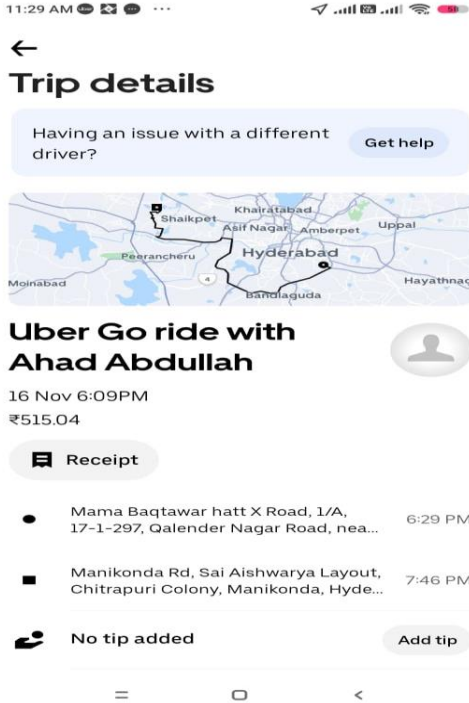 11:29 AM
58
Trip details
Having an issue with a different
driver?
Get help
Khairatabad
Shaikpet
Asif Nagar
Amberpet
Uppal
Peerancheru
Hyderabad
4
Moinabad
Hayathnag
Bandlaguda
Uber Go ride with
Ahad Abdullah
16 Nov 6:09PM
₹515.04
Receipt
Mama Baqtawar hatt X Road, 1/A,
17-1-297, Qalender Nagar Road, nea...
6:29 PM
Manikonda Rd, Sai Aishwarya Layout,
Chitrapuri Colony, Manikonda, Hyde...
7:46 PM
No tip added
Add tip